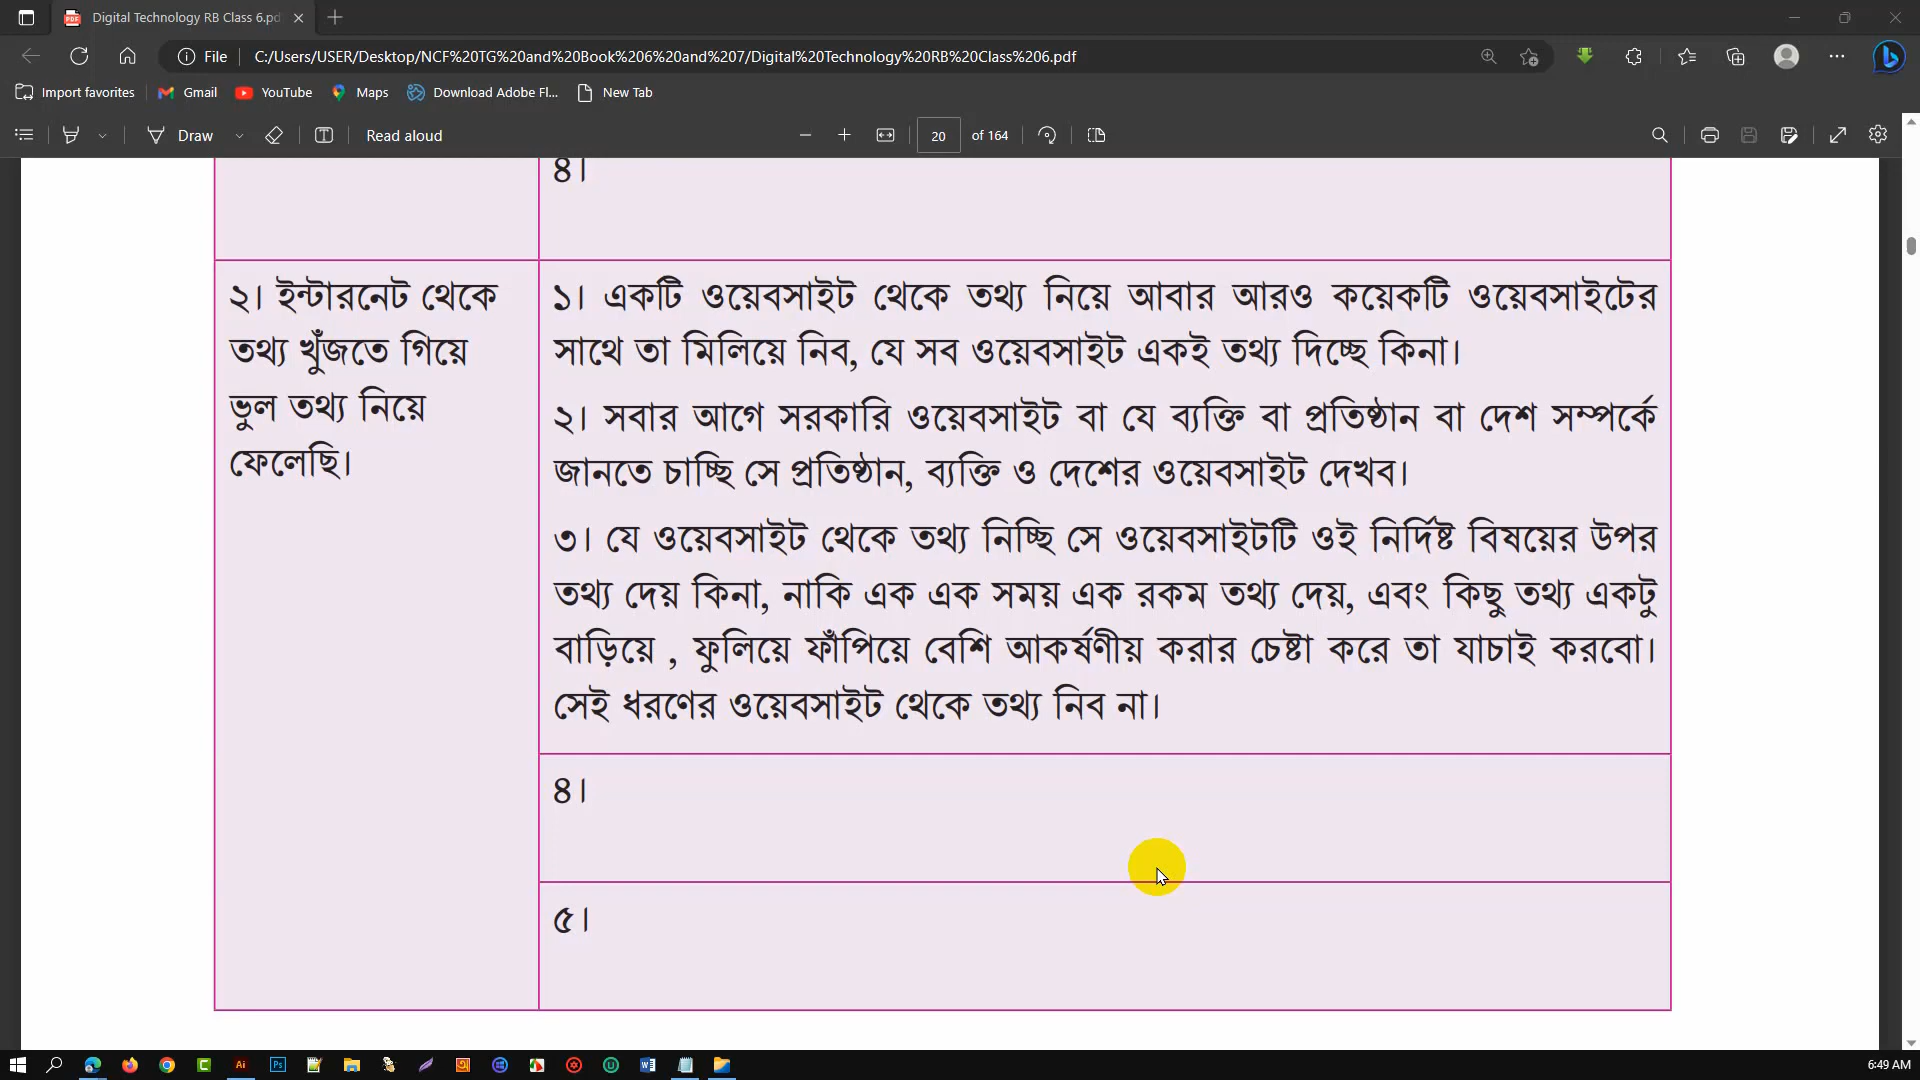 Digital Technology RB Class 6.pd
File
C:/Users/USER/Desktop/NCF%20TG%20and%20Book%206%20and%207/Digital%20Technology%20RB%20Class%206.pdf
Import favorites
Gmail
YouTube
Maps
Download Adobe Fl...
New Tab
Draw
Read aloud
20
of 164
৪।
২। ইন্টারনেট থেকে
তথ্য খুঁজতে গিয়ে
ভুল তথ্য নিয়ে
ফেলেছি।
১। একটি ওয়েবসাইট থেকে তথ্য নিয়ে আবার আরও কয়েকটি ওয়েবসাইটের
সাথে তা মিলিয়ে নিব, যে সব ওয়েবসাইট একই তথ্য দিচ্ছে কিনা।
২। সবার আগে সরকারি ওয়েবসাইট বা যে ব্যক্তি বা প্রতিষ্ঠান বা দেশ সম্পর্কে
জানতে চাচ্ছি সে প্রতিষ্ঠান, ব্যক্তি ও দেশের ওয়েবসাইট দেখব।
৩। যে ওয়েবসাইট থেকে তথ্য নিচ্ছি সে ওয়েবসাইটটি ওই নির্দিষ্ট বিষয়ের উপর
তথ্য দেয় কিনা, নাকি এক এক সময় এক রকম তথ্য দেয়, এবং কিছু তথ্য একটু
বাড়িয়ে , ফুলিয়ে ফাঁপিয়ে বেশি আকর্ষণীয় করার চেষ্টা করে তা যাচাই করবো।
সেই ধরণের ওয়েবসাইট থেকে তথ্য নিব না।
৪।
৫।
6:49 AM